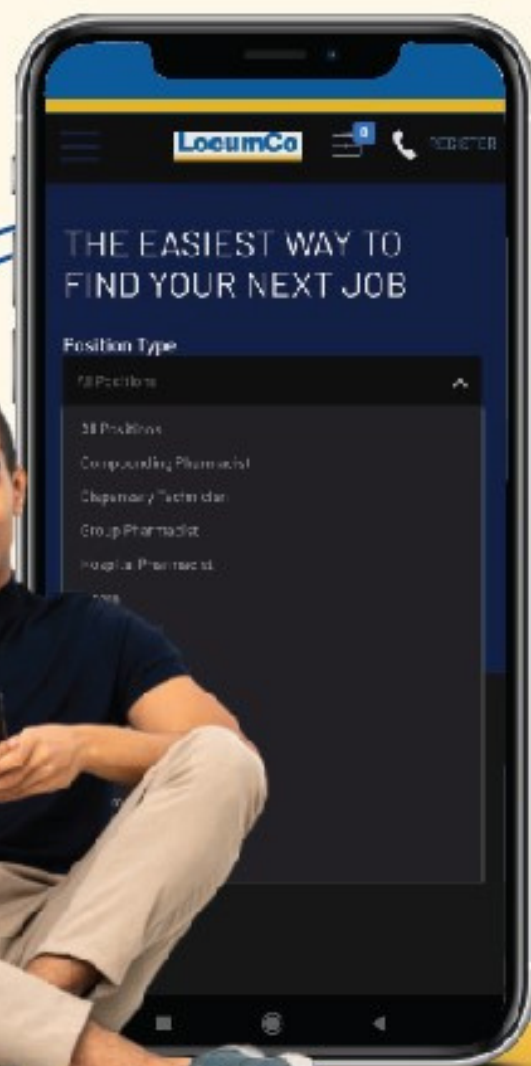 LocumCo
0
REGISTER
THE EASIEST WAY TO
FIND YOUR NEXT JOB
Position Type
All Positions
All Positions
Compounding Pharmacist
Dispensary Technician
Group Pharmacist
Hospital Pharmacist